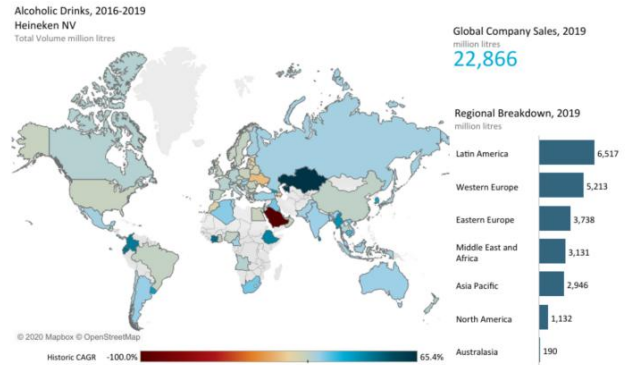 Alcoholic Drinks, 2016-2019
Heineken NV
Total Volume million litres
Global Company Sales, 2019
million litres
22,866
Regional Breakdown, 2019
million litres
Latin America 6,517
Western Europe 5,213
Eastern Europe 3,738
Middle East and
Africa 3,131
Asia Pacific 2,946
North America 1,132
Australasia 190
© 2020 Mapbox © OpenStreetMap
Historic CAGR -100.0% 65.4%